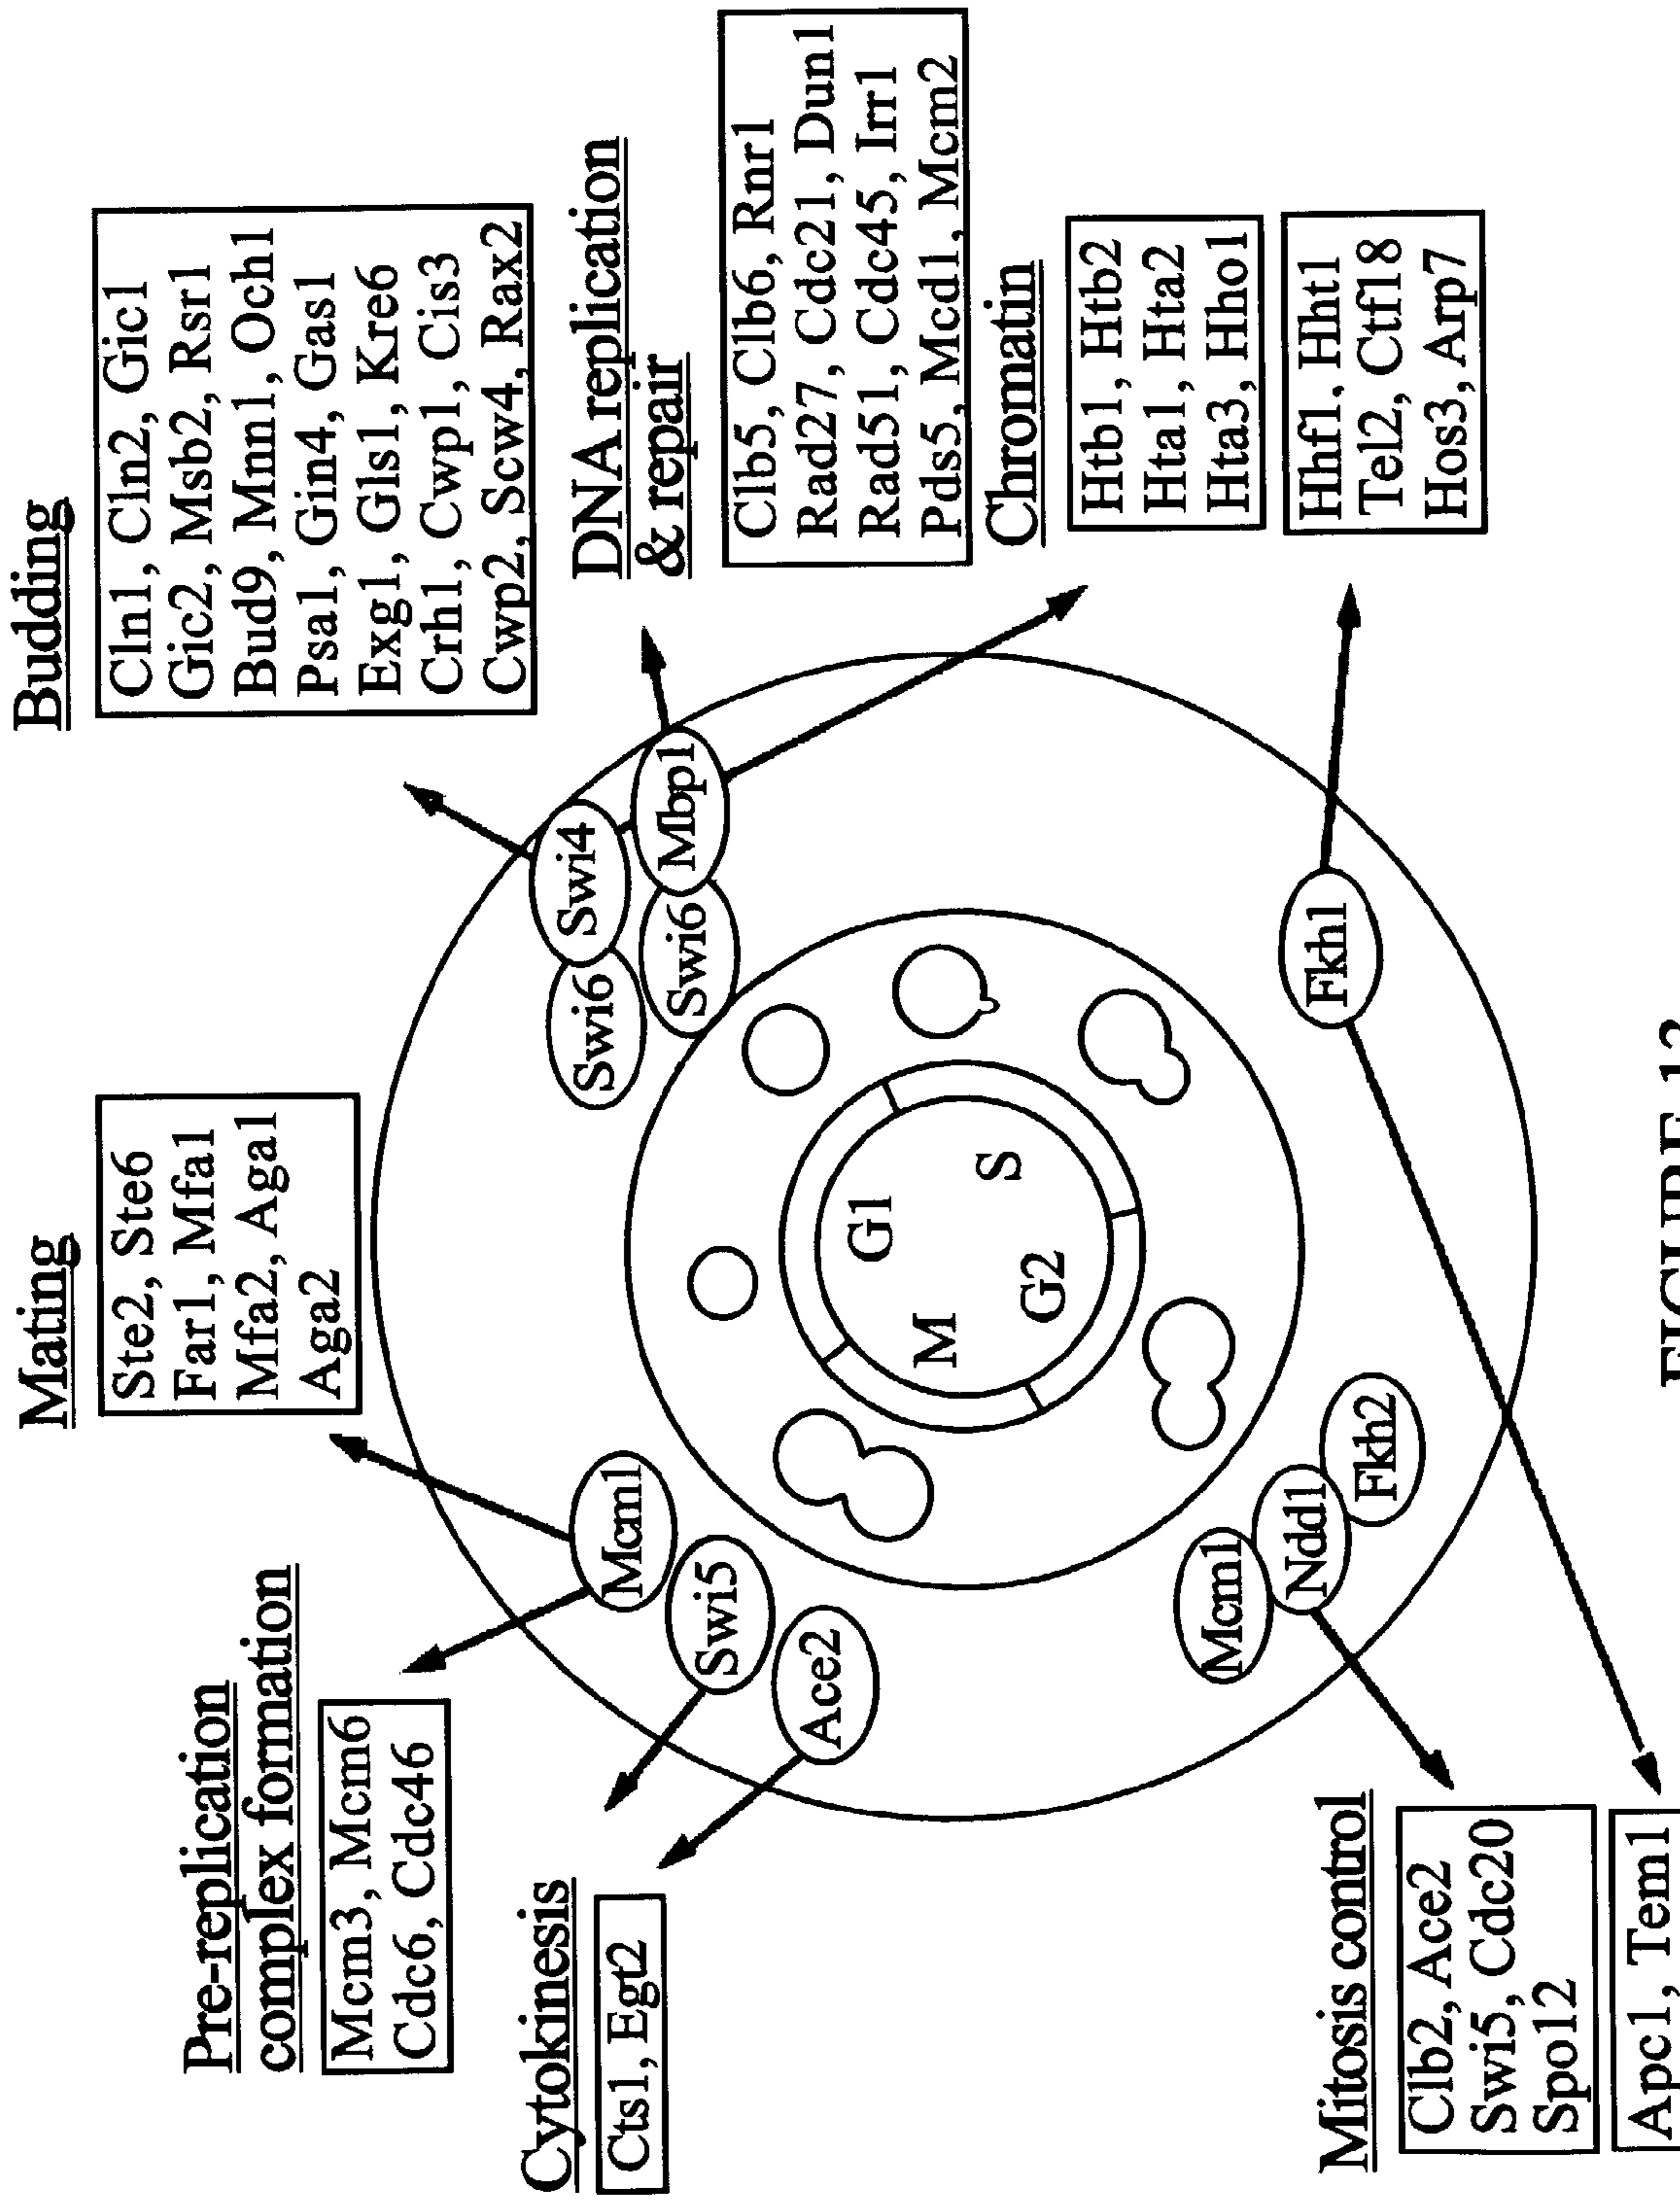 Mating
Ste2, Ste6
Far1, Mfa1
Mfa2, Aga1
Aga2
Budding
Cln1, Cln2, Gic1
Gic2, Msb2, Rsr1
Bud9, Mnn1, Och1
Psa1, Gin4, Gas1
Exg1, Gls1, Kre6
Crh1, Cwp1, Cis3
Cwp2, Scw4, Rax2
Pre-replication
complex formation
Mcm3, Mcm6
Cdc6, Cdc46
DNA replication
& repair
Clb5, Clb6, Rnr1
Rad27, Cdc21, Dun1
Rad51, Cdc45, Irr1
Pds5, Mcd1, Mcm2
Cytokinesis
Cts1, Egt2
Chromatin
Htb1, Htb2
Hta1, Hta2
Hta3, Hho1
Hhf1, Hht1
Tel2, Ctf18
Hos3, Arp7
Mcm1
Swi5
Ace2
Swi6
Swi4
Swi6
Mbp1
G1
M
S
G2
Mcm1
Ndd1
Fkh2
Fkh1
Mitosis control
Clb2, Ace2
Swi5, Cdc20
Spo12
Apc1, Tem1
FIGURE 13